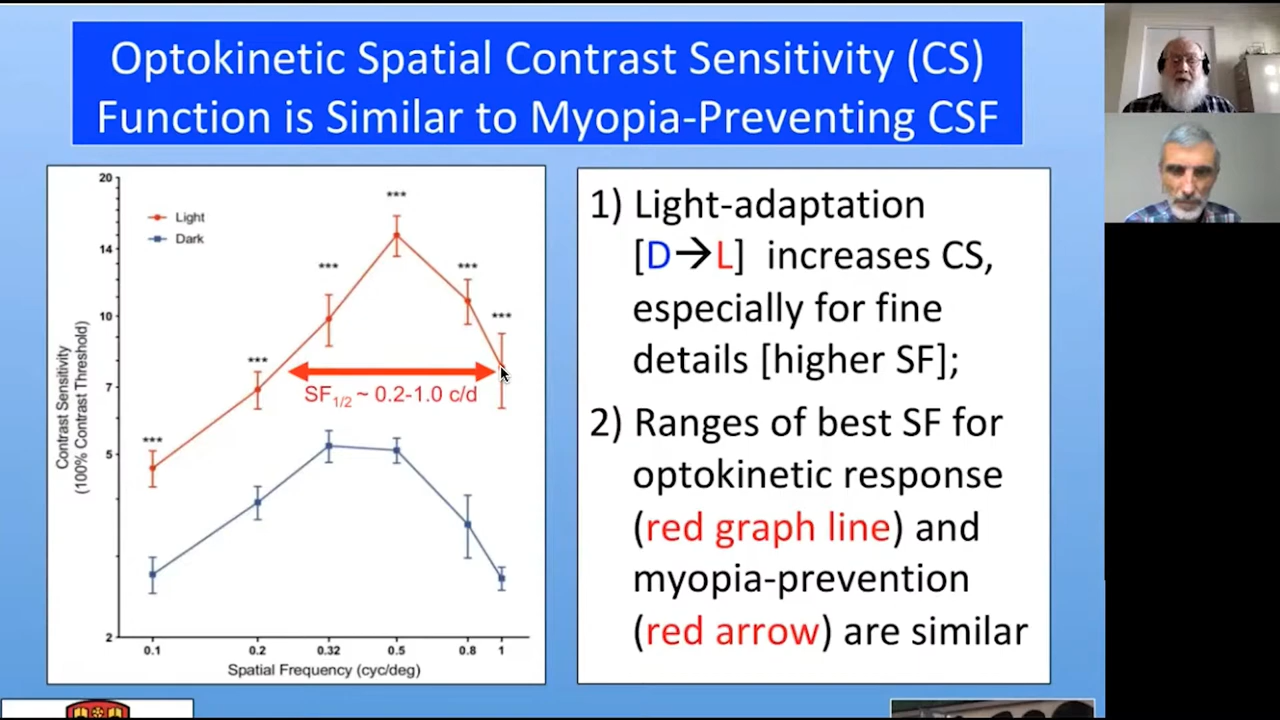 Optokinetic Spatial Contrast Sensitivity (CS)
Function is Similar to Myopia-Preventing CSF
20
14
10
7
5
2
Contrast Sensitivity
(100% Contrast Threshold)
Light
Dark
***
***
***
***
***
***
SF1/2 ~ 0.2-1.0 c/d
0.1
0.2
0.32
0.5
0.8
1
Spatial Frequency (cyc/deg)
1) Light-adaptation
[D→L] increases CS,
especially for fine
details [higher SF];
2) Ranges of best SF for
optokinetic response
(red graph line) and
myopia-prevention
(red arrow) are similar